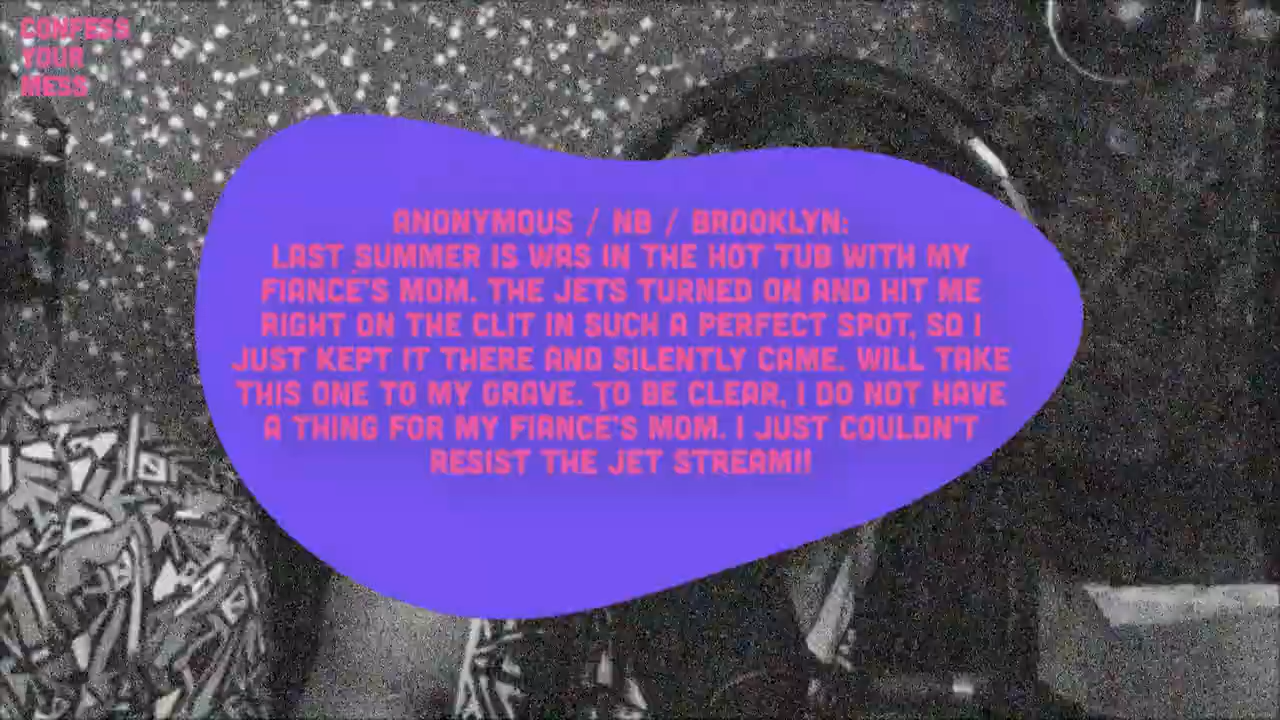 CONFESS
YOUR
MESS
ANONYMOUS / NB / BROOKLYN:
LAST SUMMER IS WAS IN THE HOT TUB WITH MY
FIANCÉ'S MOM. THE JETS TURNED ON AND HIT ME
RIGHT ON THE CLIT IN SUCH A PERFECT SPOT, SO I
JUST KEPT IT THERE AND SILENTLY CAME. WILL TAKE
THIS ONE TO MY GRAVE. TO BE CLEAR, I DO NOT HAVE
A THING FOR MY FIANCÉ'S MOM. I JUST COULDN'T
RESIST THE JET STREAM!!